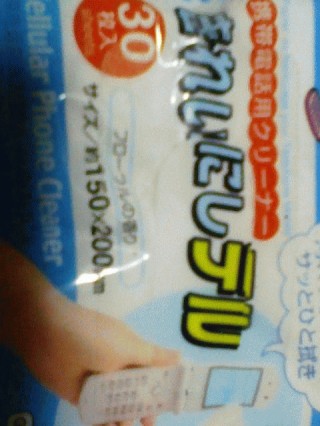 携帯電話用クリーナー
きれいにしテル
30
枚入
フローラルの香り
サイズ/約150×200mm
Cellular Phone Cleaner
サッとひと拭き